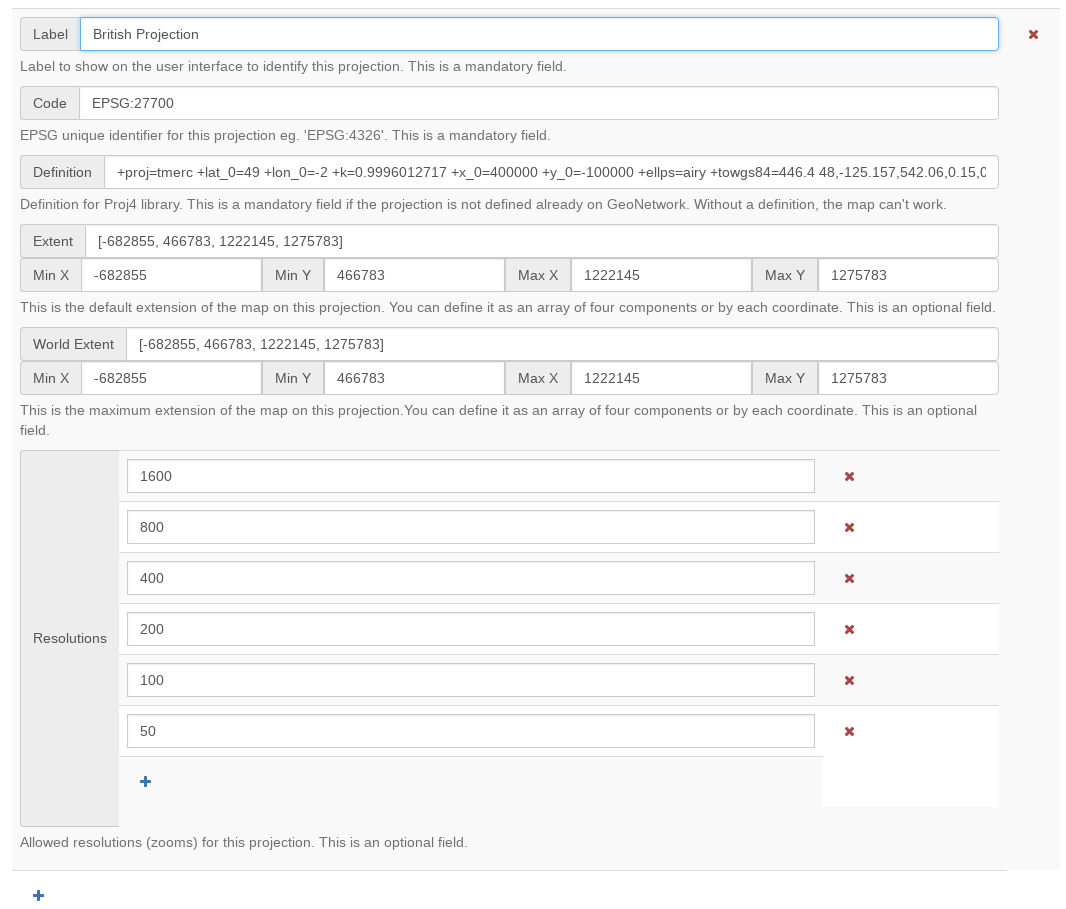 Label British Projection
Label to show on the user interface to identify this projection. This is a mandatory field.
Code EPSG:27700
EPSG unique identifier for this projection eg. 'EPSG:4326'. This is a mandatory field.
Definition +proj=tmerc +lat_0=49 +lon_0=-2 +k=0.9996012717 +x_0=400000 +y_0=-100000 +ellps=airy +towgs84=446.4 48,-125.157,542.06,0.15,0
Definition for Proj4 library. This is a mandatory field if the projection is not defined already on GeoNetwork. Without a definition, the map can't work.
Extent [-682855, 466783, 1222145, 1275783]
Min X -682855 Min Y 466783 Max X 1222145 Max Y 1275783
This is the default extension of the map on this projection. You can define it as an array of four components or by each coordinate. This is an optional field.
World Extent [-682855, 466783, 1222145, 1275783]
Min X -682855 Min Y 466783 Max X 1222145 Max Y 1275783
This is the maximum extension of the map on this projection.You can define it as an array of four components or by each coordinate. This is an optional
field.
1600
800
400
200
Resolutions
100
50
Allowed resolutions (zooms) for this projection. This is an optional field.